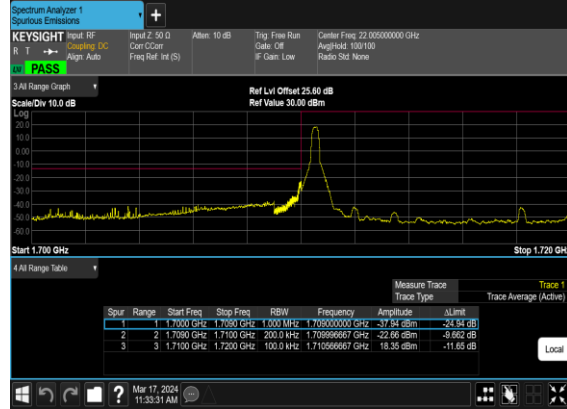 Spectrum Analyzer 1
Spurious Emissions
KEYSIGHT Input: RF Input Z: 50 Ω Atten: 10 dB Trig: Free Run Center Freq: 22.005000000 GHz
R T Coupling: DC Corr CCorr Gate: Off Avg|Hold: 100/100
Align: Auto Freq Ref: Int (S) IF Gain: Low Radio Std: None
PASS
3 All Range Graph
Ref Lvl Offset 25.60 dB
Scale/Div 10.0 dB Ref Value 30.00 dBm
Log
20.0
10.0
0.00
-10.0
-20.0
-30.0
-40.0
-50.0
-60.0
Start 1.700 GHz Stop 1.720 GHz
4 All Range Table
Measure Trace Trace 1
Trace Type Trace Average (Active)
Spur Range Start Freq Stop Freq RBW Frequency Amplitude ΔLimit
1 1 1.7000 GHz 1.7090 GHz 1.000 MHz 1.709000000 GHz -37.94 dBm -24.94 dB
2 2 1.7090 GHz 1.7100 GHz 200.0 kHz 1.709996667 GHz -22.66 dBm -9.662 dB
3 3 1.7100 GHz 1.7200 GHz 100.0 kHz 1.710566667 GHz 18.35 dBm -11.65 dB
Local
?
Mar 17, 2024
11:33:31 AM